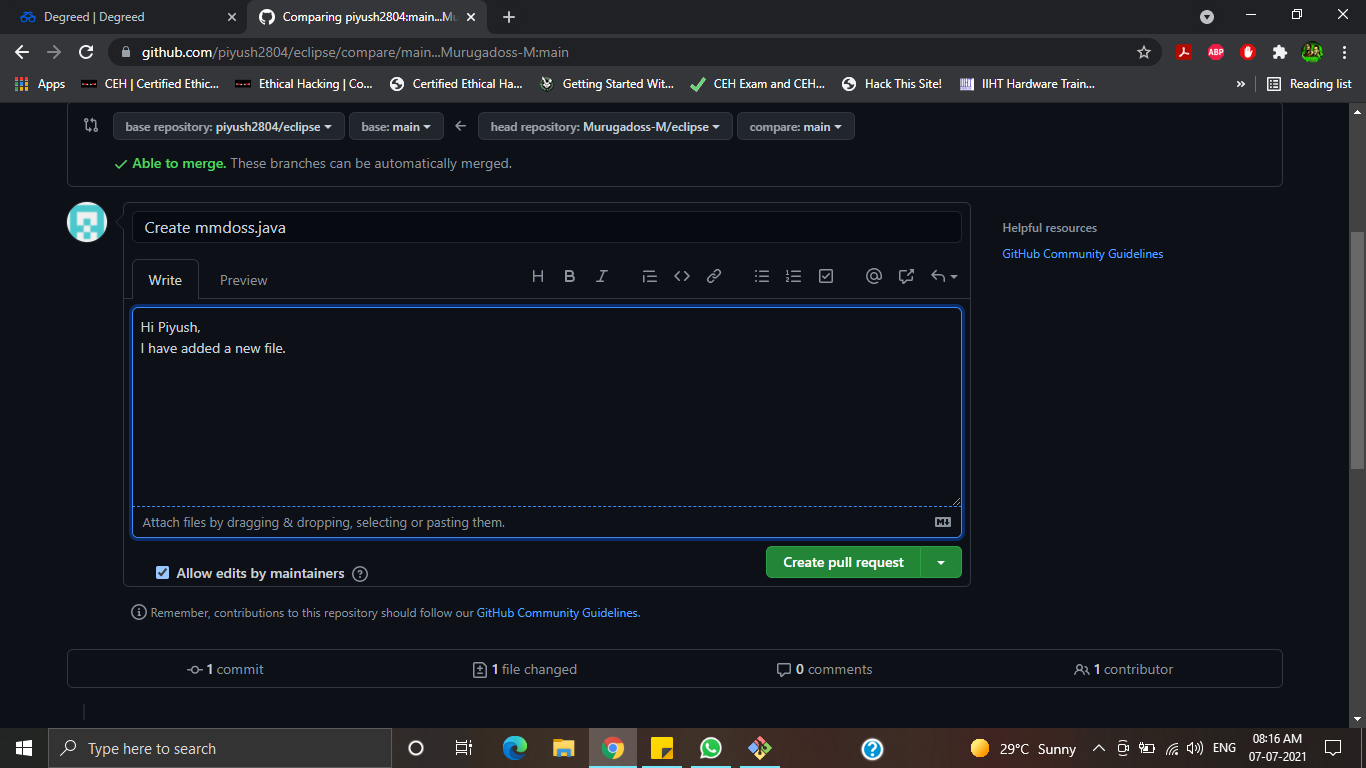 Degreed | Degreed
Comparing piyush2804:main...Mu
github.com/piyush2804/eclipse/compare/main...Murugadoss-M:main
ABP
Apps
CEH | Certified Ethic...
Ethical Hacking | Co...
Certified Ethical Ha...
Getting Started Wit...
CEH Exam and CEH...
Hack This Site!
IIHT Hardware Train...
»
Reading list
base repository: piyush2804/eclipse
base: main
head repository: Murugadoss-M/eclipse
compare: main
Able to merge. These branches can be automatically merged.
Create mmdoss.java
Helpful resources
GitHub Community Guidelines
Write
Preview
Hi Piyush,
I have added a new file.
Attach files by dragging & dropping, selecting or pasting them.
Allow edits by maintainers
Create pull request
Remember, contributions to this repository should follow our GitHub Community Guidelines.
1 commit
1 file changed
0 comments
1 contributor
Type here to search
29°C Sunny
ENG
08:16 AM
07-07-2021